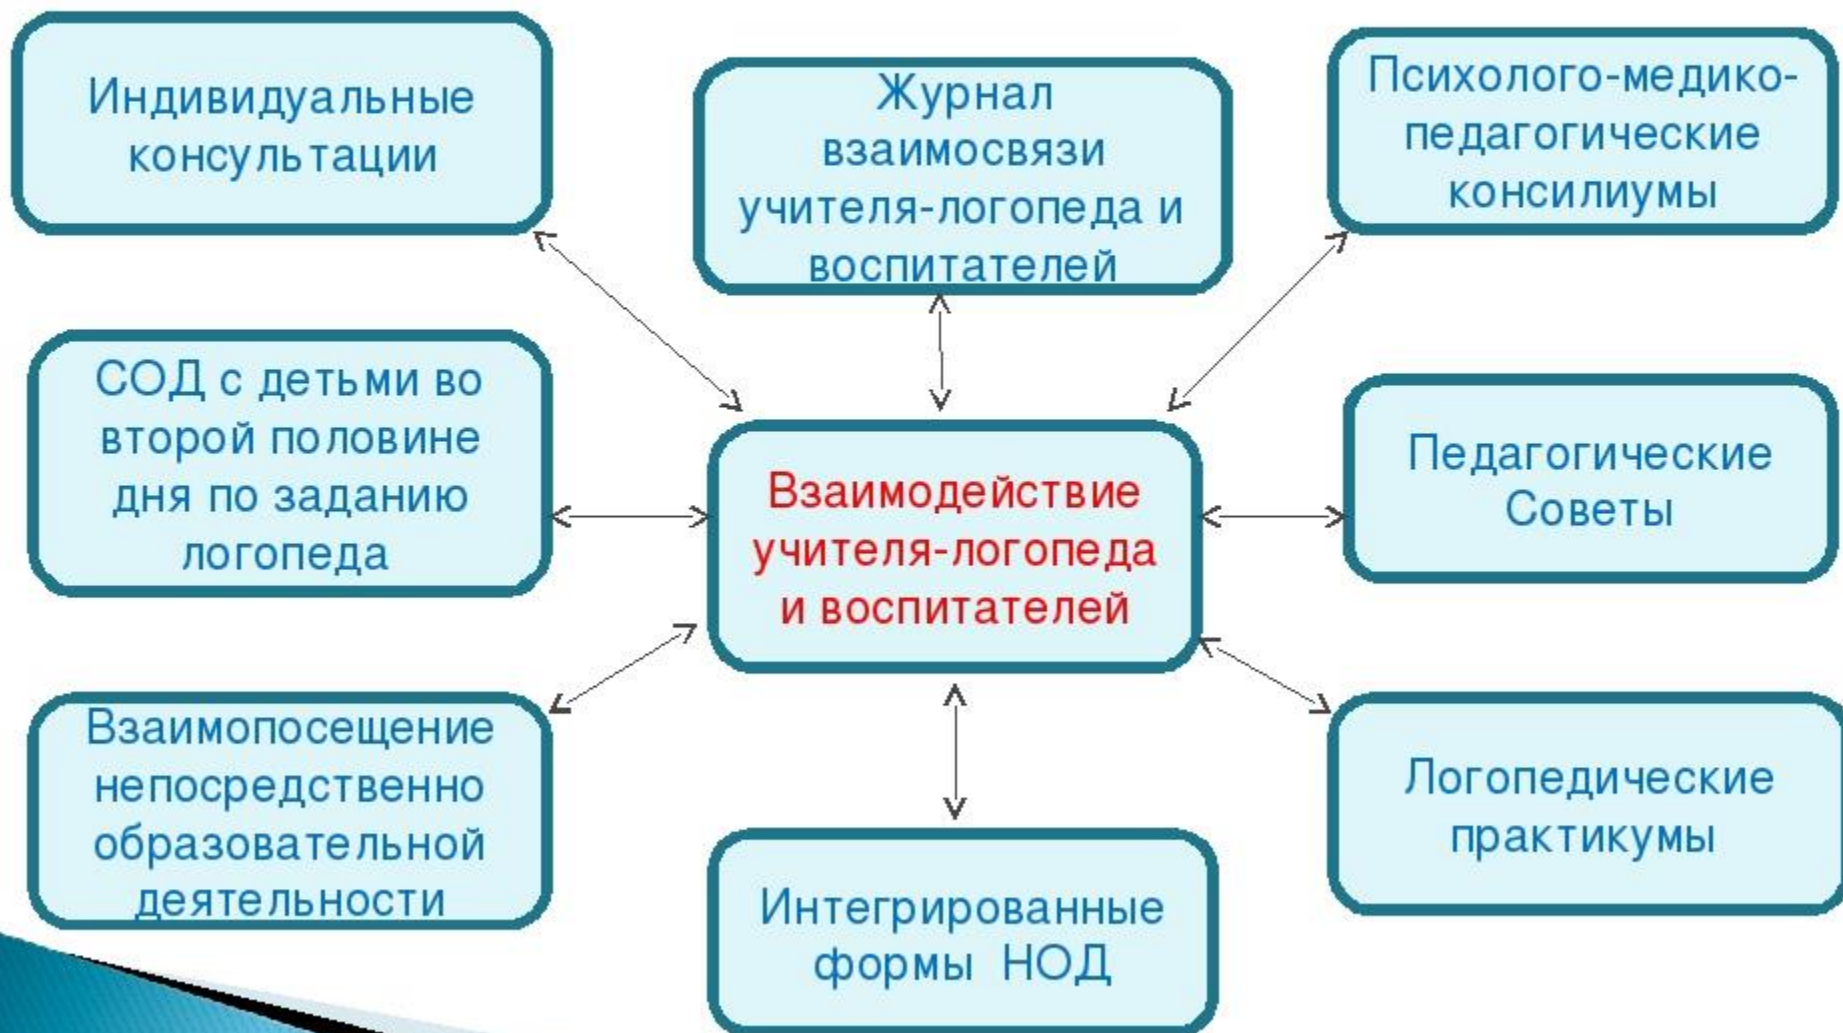 Индивидуальные
консультации
Журнал
взаимосвязи
учителя-логопеда и
воспитателей
Психолого-медико-
педагогические
консилиумы
СОД с детьми во
второй половине
дня по заданию
логопеда
Взаимодействие
учителя-логопеда
и воспитателей
Педагогические
Советы
Взаимопосещение
непосредственно
образовательной
деятельности
Интегрированные
формы НОД
Логопедические
практикумы